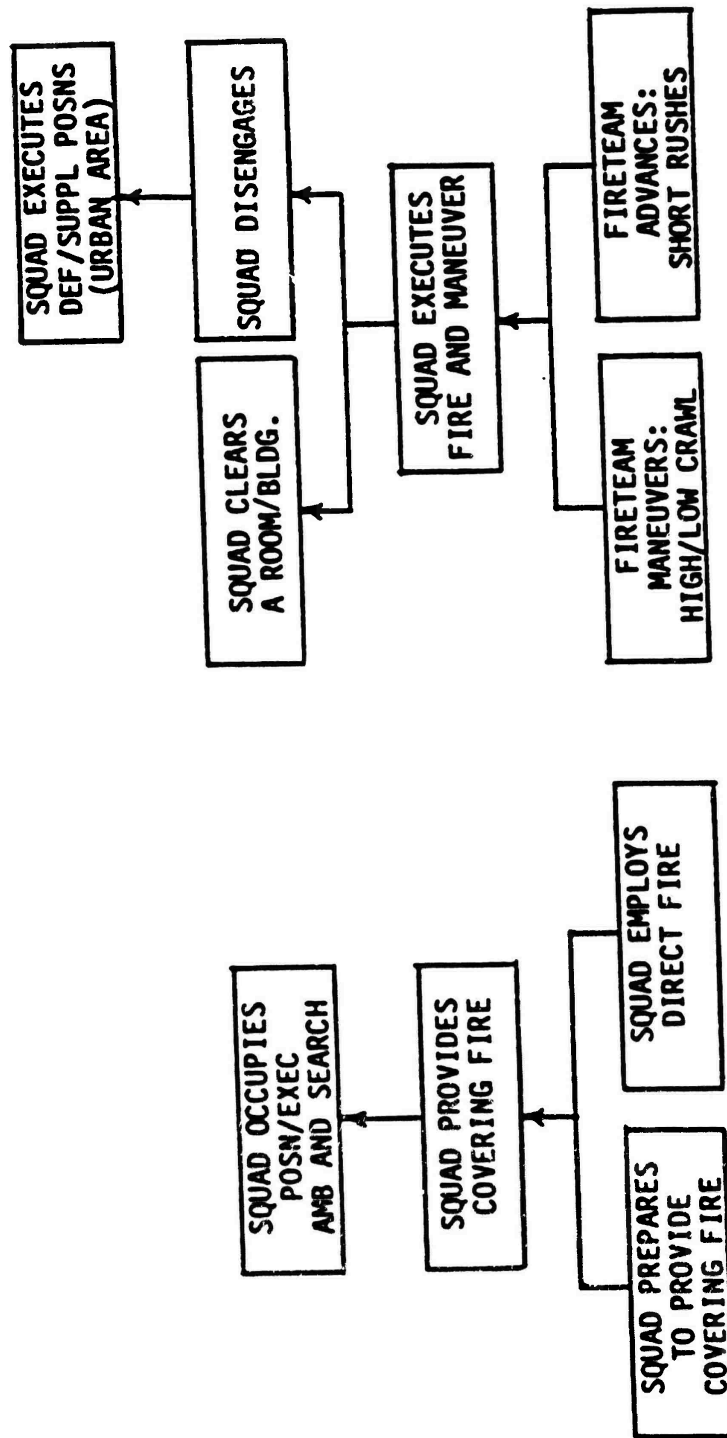 SQUAD OCCUPIES
POSN/EXEC
AMB AND SEARCH
SQUAD PROVIDES
COVERING FIRE
SQUAD PREPARES
TO PROVIDE
COVERING FIRE
SQUAD EMPLOYS
DIRECT FIRE
SQUAD EXECUTES
DEF/SUPPL POSNS
(URBAN AREA)
SQUAD CLEARS
A ROOM/BLDG.
SQUAD DISENGAGES
SQUAD EXECUTES
FIRE AND MANEUVER
FIRETEAM
MANEUVERS:
HIGH/LOW CRAWL
FIRETEAM
ADVANCES:
SHORT RUSHES